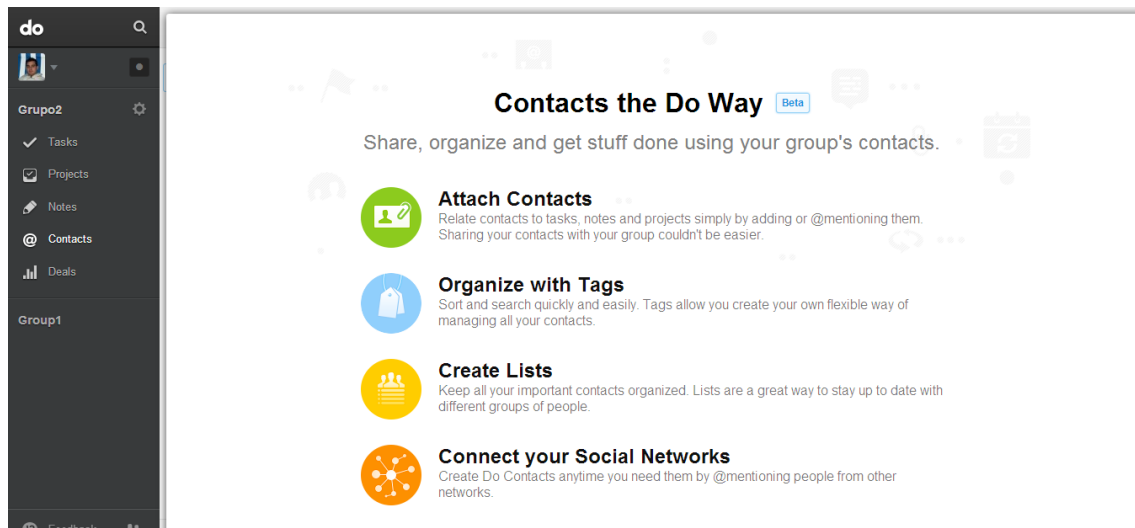 do
Grupo2
Tasks
Projects
Notes
@ Contacts
Deals
Group1
Feedback
Contacts the Do Way Beta
Share, organize and get stuff done using your group's contacts.
Attach Contacts
Relate contacts to tasks, notes and projects simply by adding or @mentioning them.
Sharing your contacts with your group couldn't be easier.
Organize with Tags
Sort and search quickly and easily. Tags allow you create your own flexible way of
managing all your contacts.
Create Lists
Keep all your important contacts organized. Lists are a great way to stay up to date with
different groups of people.
Connect your Social Networks
Create Do Contacts anytime you need them by @mentioning people from other
networks.